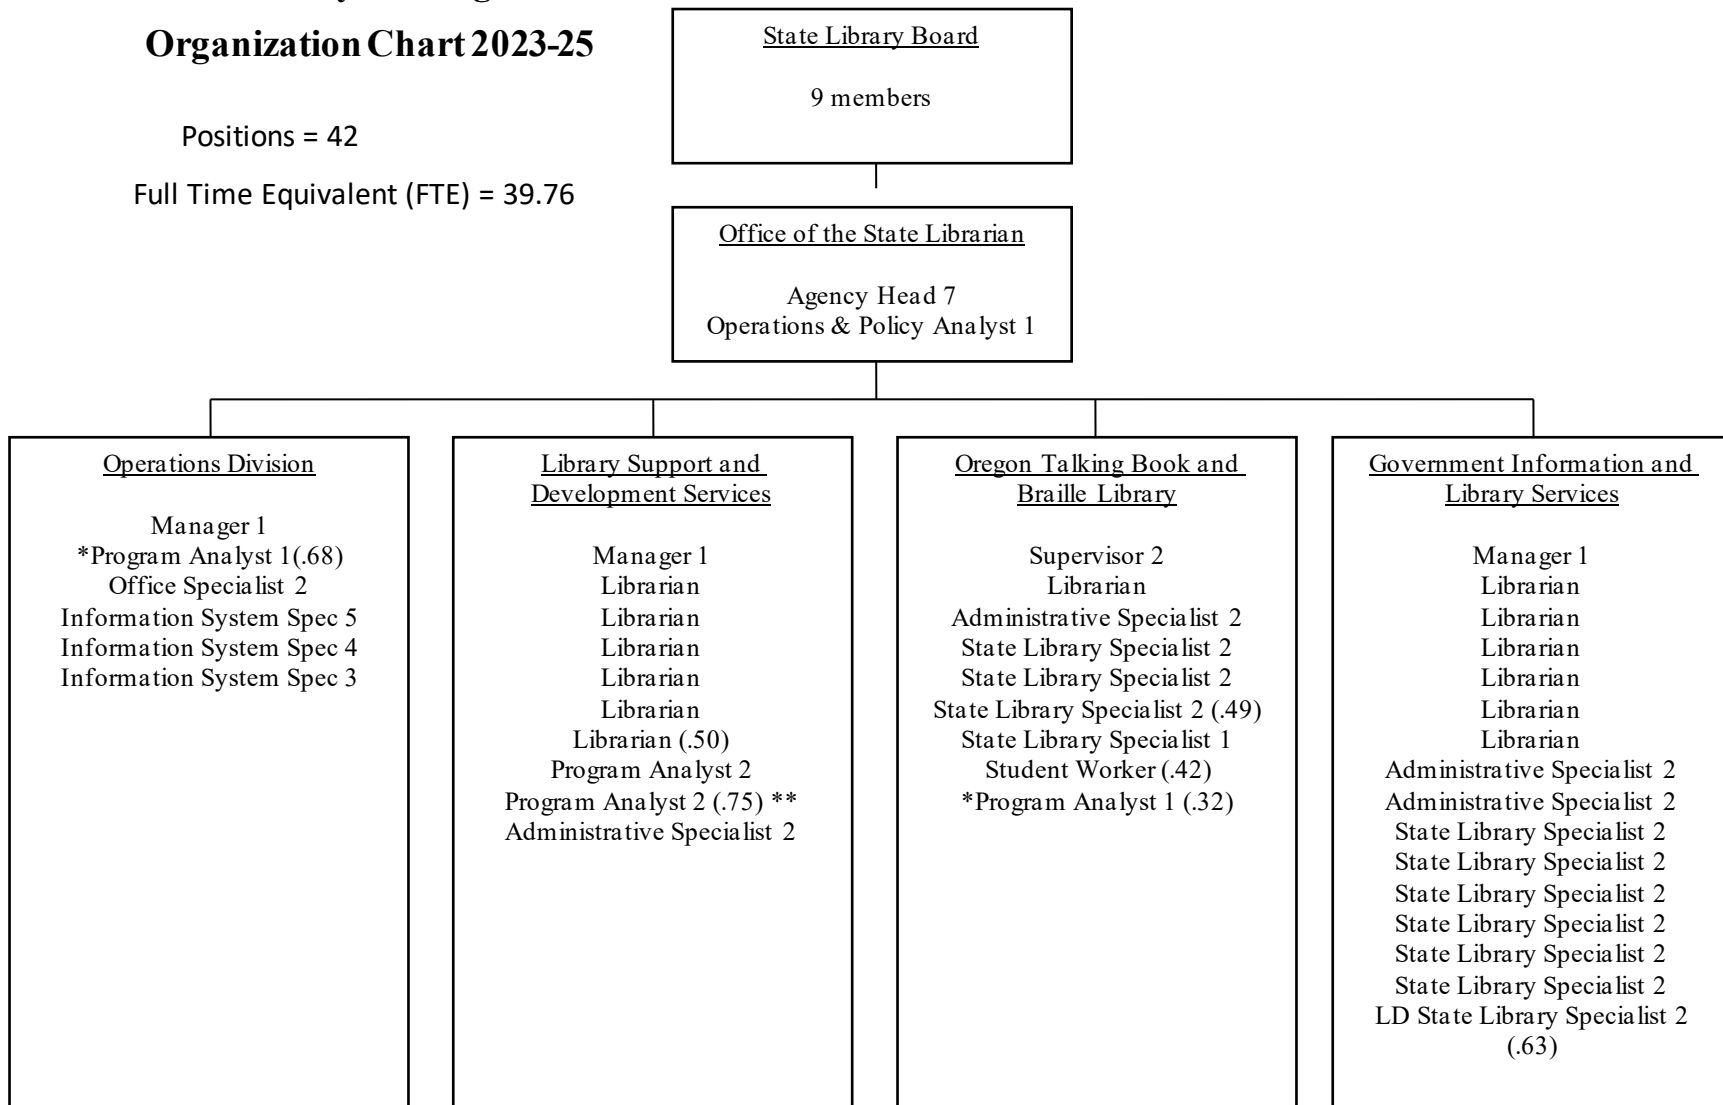 Organization Chart 2023-25
Positions = 42
Full Time Equivalent (FTE) = 39.76
State Library Board
9 members
Office of the State Librarian
Agency Head 7
Operations & Policy Analyst 1
Operations Division
Manager 1
*Program Analyst 1(.68)
Office Specialist 2
Information System Spec 5
Information System Spec 4
Information System Spec 3
Library Support and
Development Services
Manager 1
Librarian
Librarian
Librarian
Librarian
Librarian
Librarian (.50)
Program Analyst 2
Program Analyst 2 (.75) **
Administrative Specialist 2
Oregon Talking Book and
Braille Library
Supervisor 2
Librarian
Administrative Specialist 2
State Library Specialist 2
State Library Specialist 2
State Library Specialist 2 (.49)
State Library Specialist 1
Student Worker (.42)
*Program Analyst 1 (.32)
Government Information and
Library Services
Manager 1
Librarian
Librarian
Librarian
Librarian
Librarian
Librarian
Administrative Specialist 2
Administrative Specialist 2
State Library Specialist 2
State Library Specialist 2
State Library Specialist 2
State Library Specialist 2
State Library Specialist 2
State Library Specialist 2
LD State Library Specialist 2
(.63)